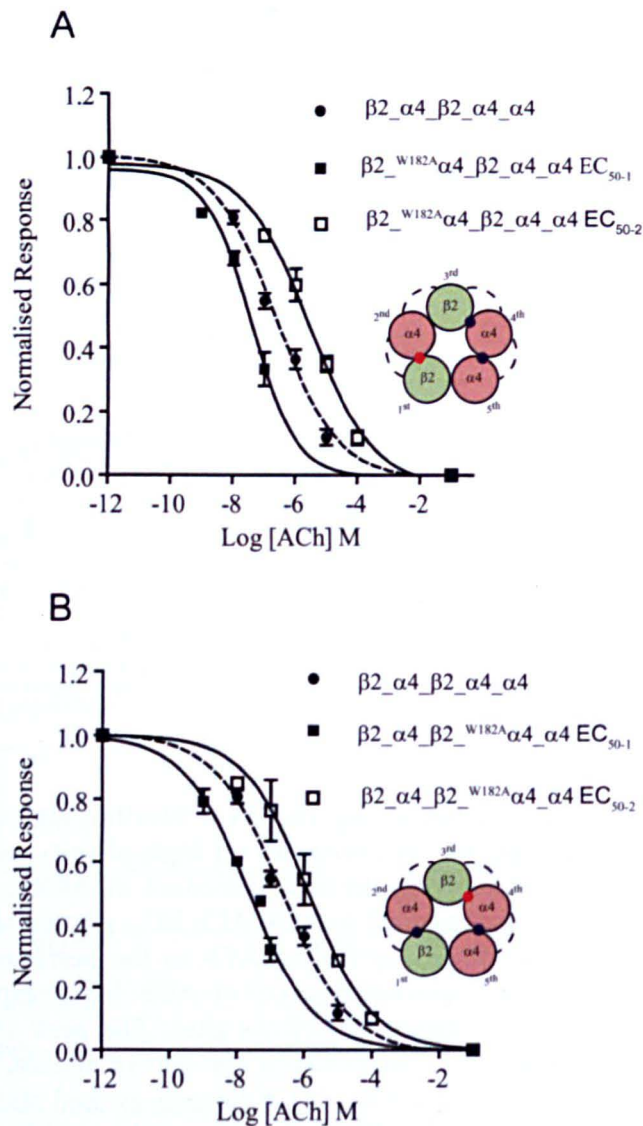 A
1.2
1.0
0.8
0.6
0.4
0.2
0.0
Normalised Response
-12 -10 -8 -6 -4 -2
Log [ACh] M
β2_α4_β2_α4_α4
β2_W182Aα4_β2_α4_α4 EC50-1
β2_W182Aα4_β2_α4_α4 EC50-2
3rd
β2
2nd
α4
α4
4th
β2
α4
1st
5th
B
1.2
1.0
0.8
0.6
0.4
0.2
0.0
Normalised Response
-12 -10 -8 -6 -4 -2
Log [ACh] M
β2_α4_β2_α4_α4
β2_α4_β2_W182Aα4_α4 EC50-1
β2_α4_β2_W182Aα4_α4 EC50-2
3rd
β2
2nd
α4
α4
4th
β2
α4
1st
5th